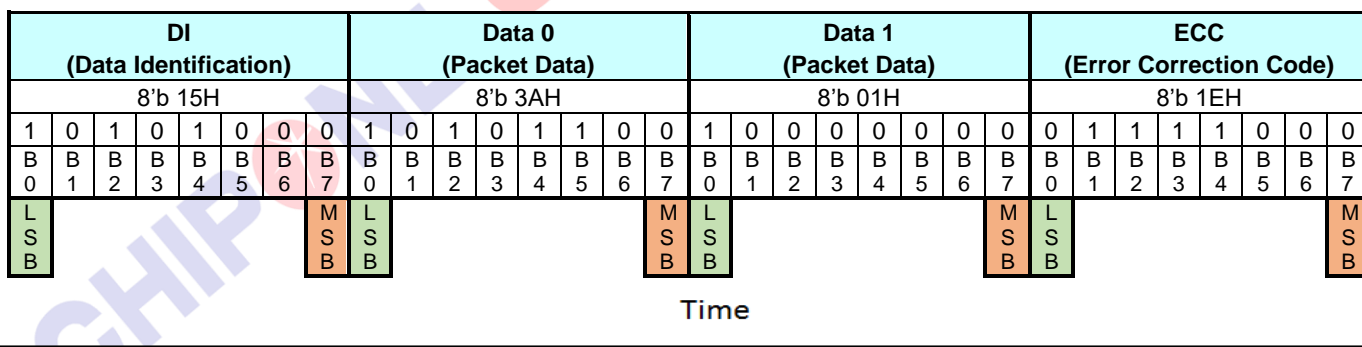 DI Data 0 Data 1 ECC
(Data Identification) (Packet Data) (Packet Data) (Error Correction Code)
8’b 15H 8’b 3AH 8’b 01H 8’b 1EH
1 0 1 0 1 0 0 0 1 0 1 0 1 1 0 0 1 0 0 0 0 0 0 0 0 1 1 1 1 0 0 0
B B B B B B B B B B B B B B B B B B B B B B B B B B B B B B B B
0 1 2 3 4 5 6 7 0 1 2 3 4 5 6 7 0 1 2 3 4 5 6 7 0 1 2 3 4 5 6 7
L M L M L M L M
S S S S S S S S
B B B B B B B B
Time
CHIPONE